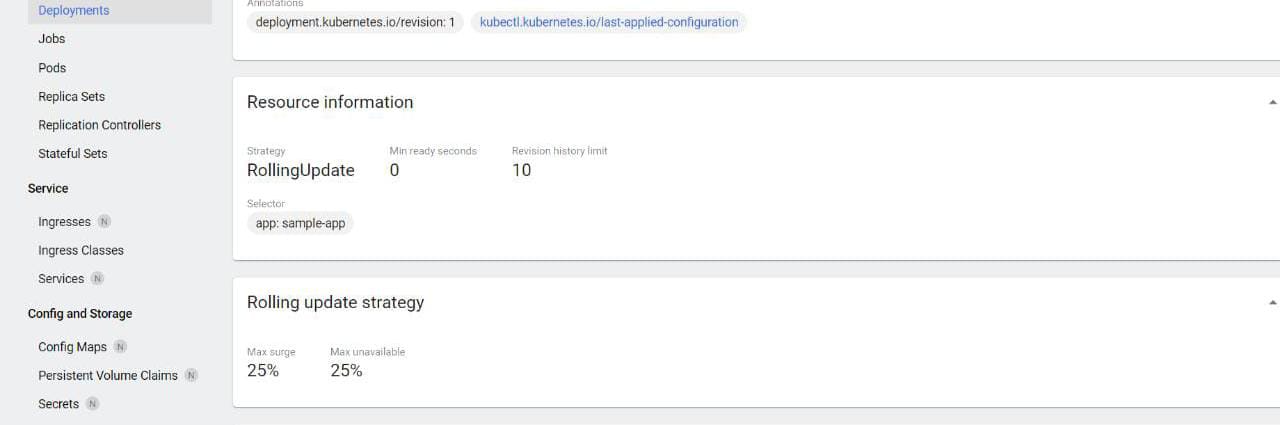 Deployments
Jobs
Pods
Replica Sets
Replication Controllers
Stateful Sets
Service
Ingresses N
Ingress Classes
Services N
Config and Storage
Config Maps N
Persistent Volume Claims N
Secrets N
Annotations
deployment.kubernetes.io/revision: 1 kubectl.kubernetes.io/last-applied-configuration
Resource information
Strategy Min ready seconds Revision history limit
RollingUpdate 0 10
Selector
app: sample-app
Rolling update strategy
Max surge Max unavailable
25% 25%